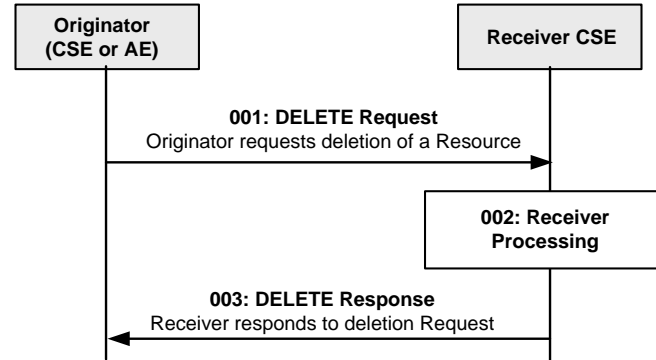 Originator
(CSE or AE)
Receiver CSE
001: DELETE Request
Originator requests deletion of a Resource
002: Receiver
Processing
003: DELETE Response
Receiver responds to deletion Request